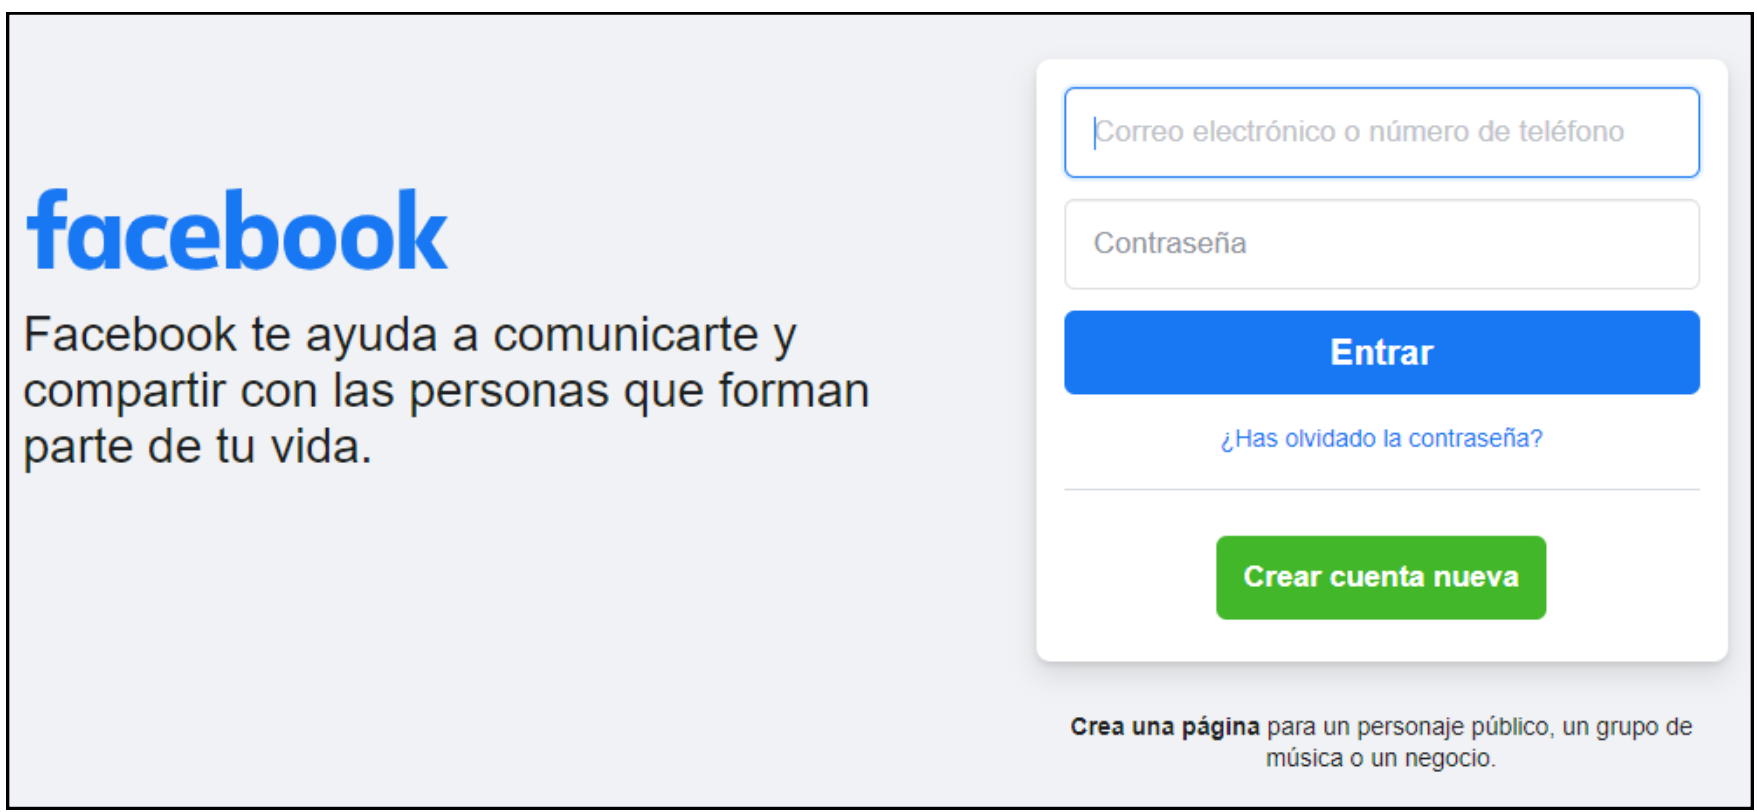 facebook
Facebook te ayuda a comunicarte y
compartir con las personas que forman
parte de tu vida.
Correo electrónico o número de teléfono
Contraseña
Entrar
¿Has olvidado la contraseña?
Crear cuenta nueva
Crea una página para un personaje público, un grupo de
música o un negocio.